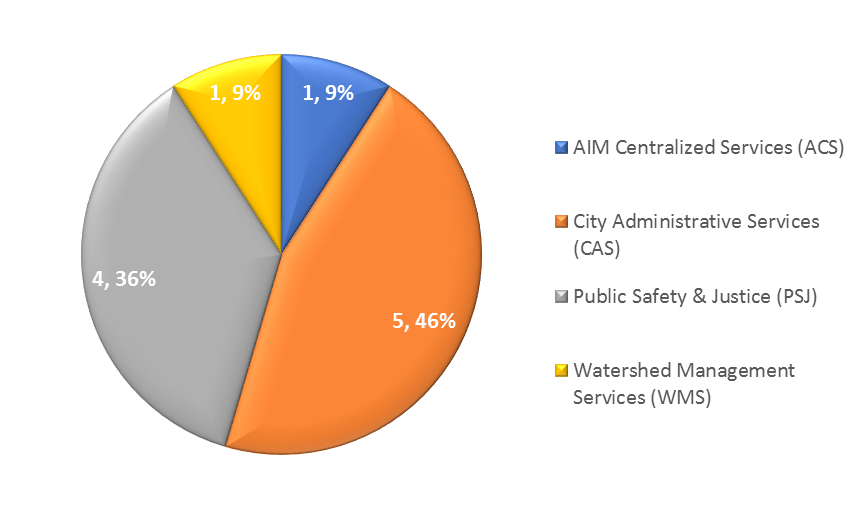 1, 9%
1, 9%
4, 36%
5, 46%
AIM Centralized Services (ACS)
City Administrative Services
(CAS)
Public Safety & Justice (PSJ)
Watershed Management
Services (WMS)